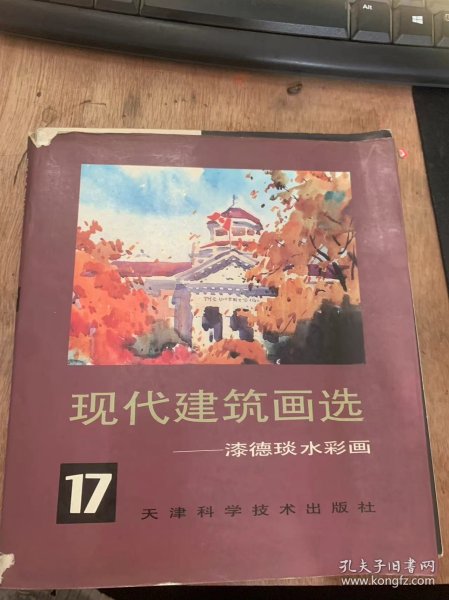 Alt
现代建筑画选
——漆德琰水彩画
17
天津科学技术出版社
孔夫子旧书网
www.kongfz.com